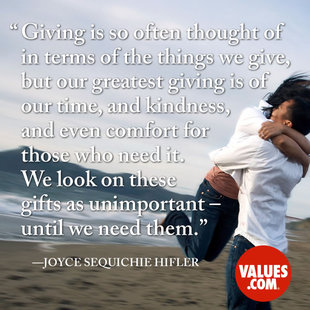 “Giving is so often thought of
in terms of the things we give,
but our greatest giving is of
our time, and kindness,
and even comfort for
those who need it.
We look on these
gifts as unimportant –
until we need them.”
—JOYCE SEQUICHIE HIFLER
VALUES
.COM®